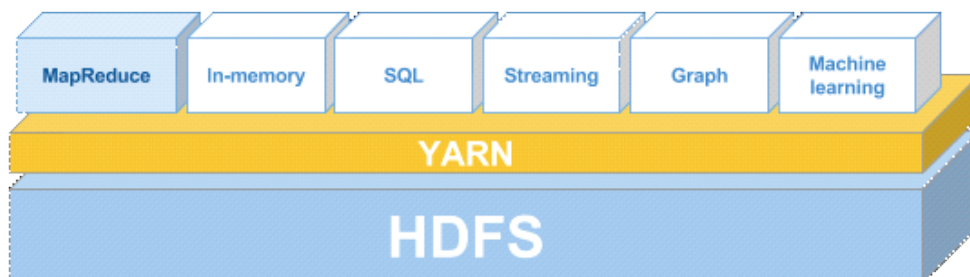 MapReduce
In-memory
SQL
Streaming
Graph
Machine
learning
YARN
HDFS